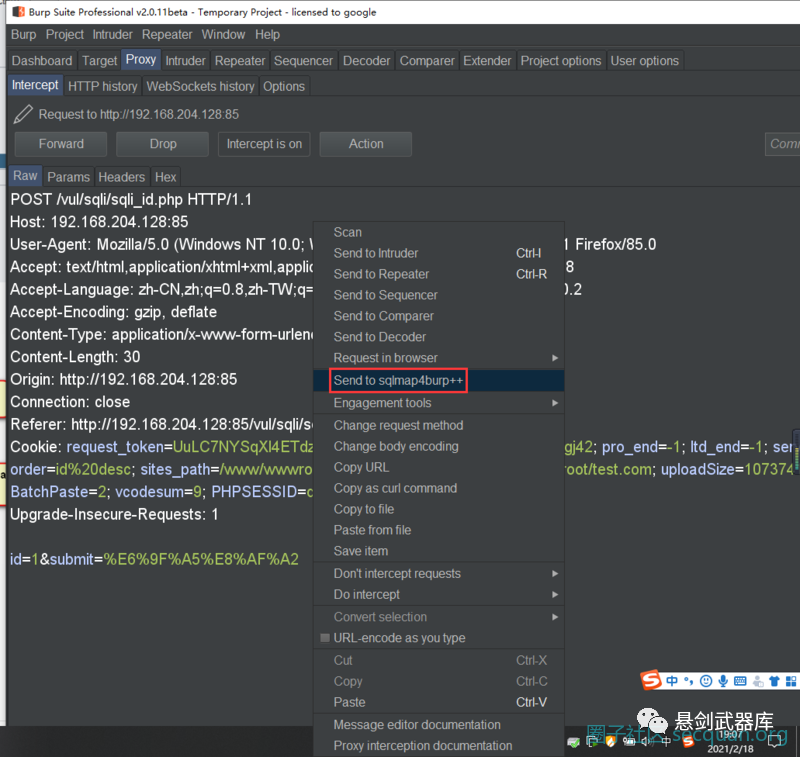 Burp Suite Professional v2.0.11beta - Temporary Project - licensed to google
Burp Project Intruder Repeater Window Help
Dashboard Target Proxy Intruder Repeater Sequencer Decoder Comparer Extender Project options User options
Intercept HTTP history WebSockets history Options
Request to http://192.168.204.128:85
Forward Drop Intercept is on Action
Raw Params Headers Hex
POST /vul/sqli/sqli_id.php HTTP/1.1
Host: 192.168.204.128:85
User-Agent: Mozilla/5.0 (Windows NT 10.0; 1 Firefox/85.0
Accept: text/html,application/xhtml+xml,applic 8
Accept-Language: zh-CN,zh;q=0.8,zh-TW;q= 0.2
Accept-Encoding: gzip, deflate
Content-Type: application/x-www-form-urlenc
Content-Length: 30
Origin: http://192.168.204.128:85
Connection: close
Referer: http://192.168.204.128:85/vul/sqli/s
Cookie: request_token=UuLC7NYSqXl4ETdz gj42; pro_end=-1; ltd_end=-1; ser
order=id%20desc; sites_path=/www/wwwro root/test.com; uploadSize=107374
BatchPaste=2; vcodesum=9; PHPSESSID=
Upgrade-Insecure-Requests: 1
id=1&submit=%E6%9F%A5%E8%AF%A2
Scan
Send to Intruder Ctrl-I
Send to Repeater Ctrl-R
Send to Sequencer
Send to Comparer
Send to Decoder
Request in browser
Send to sqlmap4burp++
Engagement tools
Change request method
Change body encoding
Copy URL
Copy as curl command
Copy to file
Paste from file
Save item
Don't intercept requests
Do intercept
Convert selection
URL-encode as you type
Cut Ctrl-X
Copy Ctrl-C
Paste Ctrl-V
Message editor documentation
Proxy interception documentation
中
悬剑武器库
圈子社区 secquan.org
中
19:07
2021/2/18